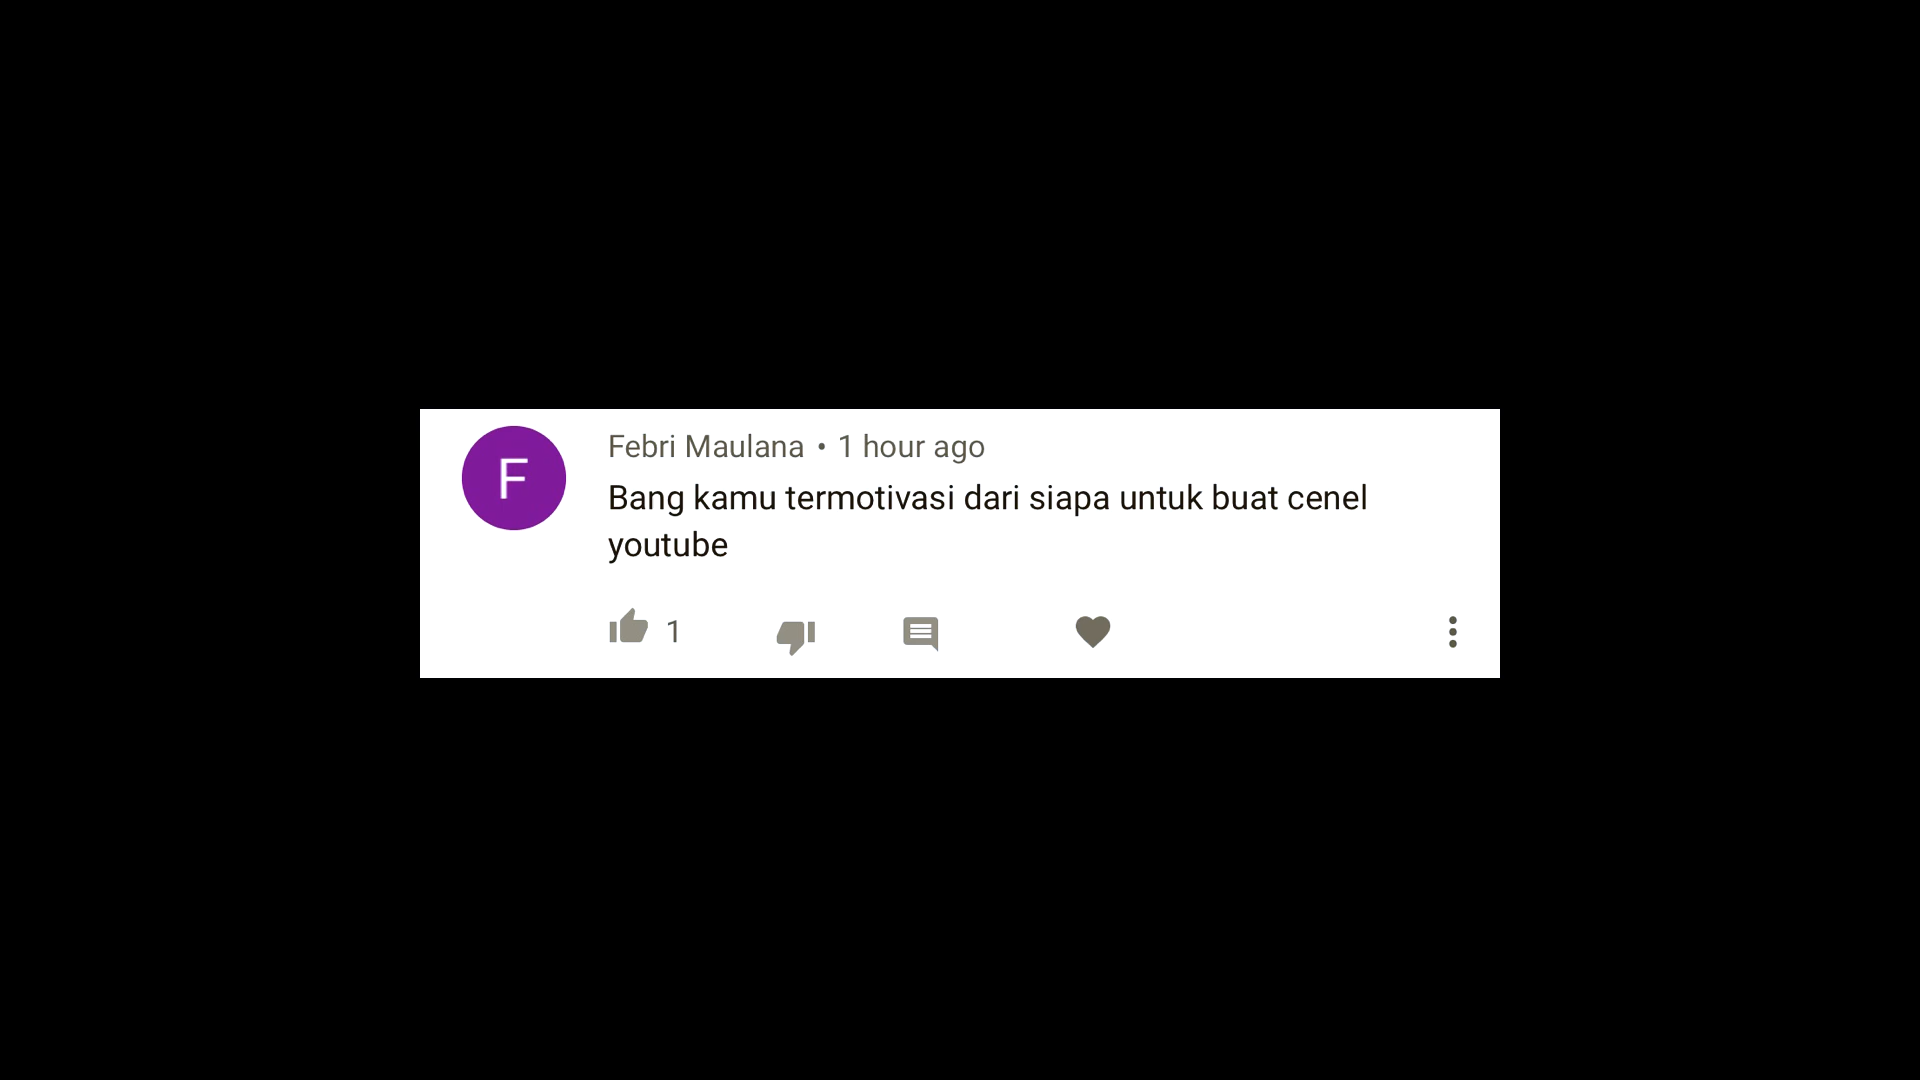 F
Febri Maulana • 1 hour ago
Bang kamu termotivasi dari siapa untuk buat cenel
youtube
1